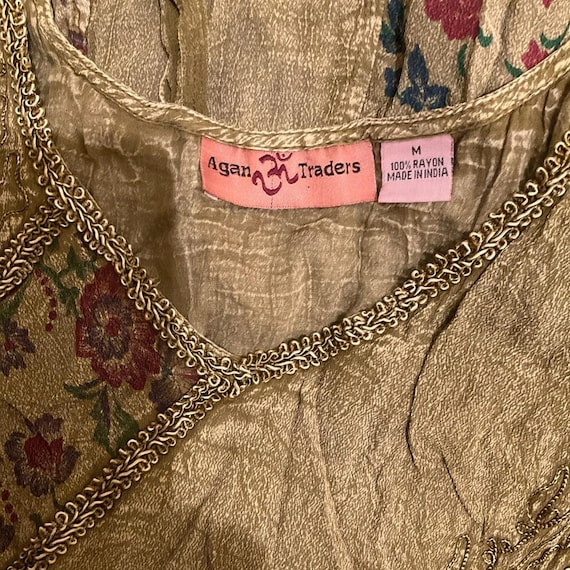 Agan ॐ Traders
M
100% RAYON
MADE IN INDIA